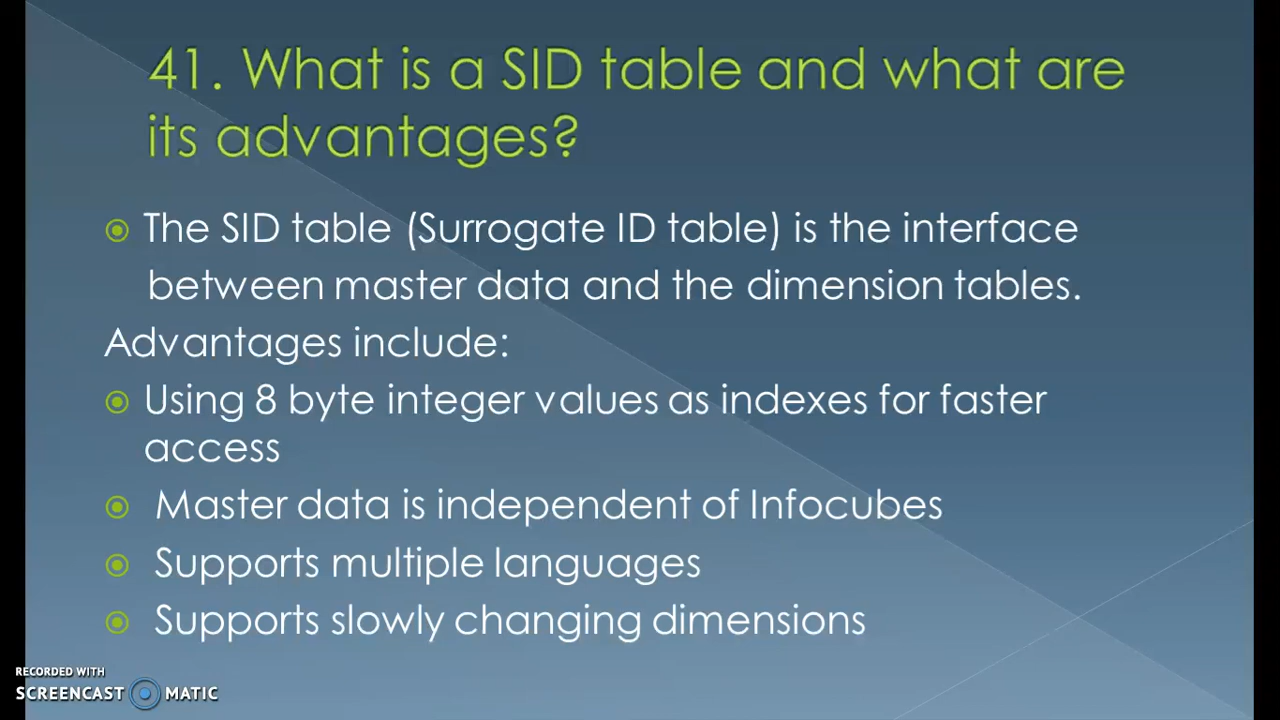 41. What is a SID table and what are
its advantages?
The SID table (Surrogate ID table) is the interface
between master data and the dimension tables.
Advantages include:
Using 8 byte integer values as indexes for faster
access
Master data is independent of Infocubes
Supports multiple languages
Supports slowly changing dimensions
RECORDED WITH
SCREENCAST MATIC